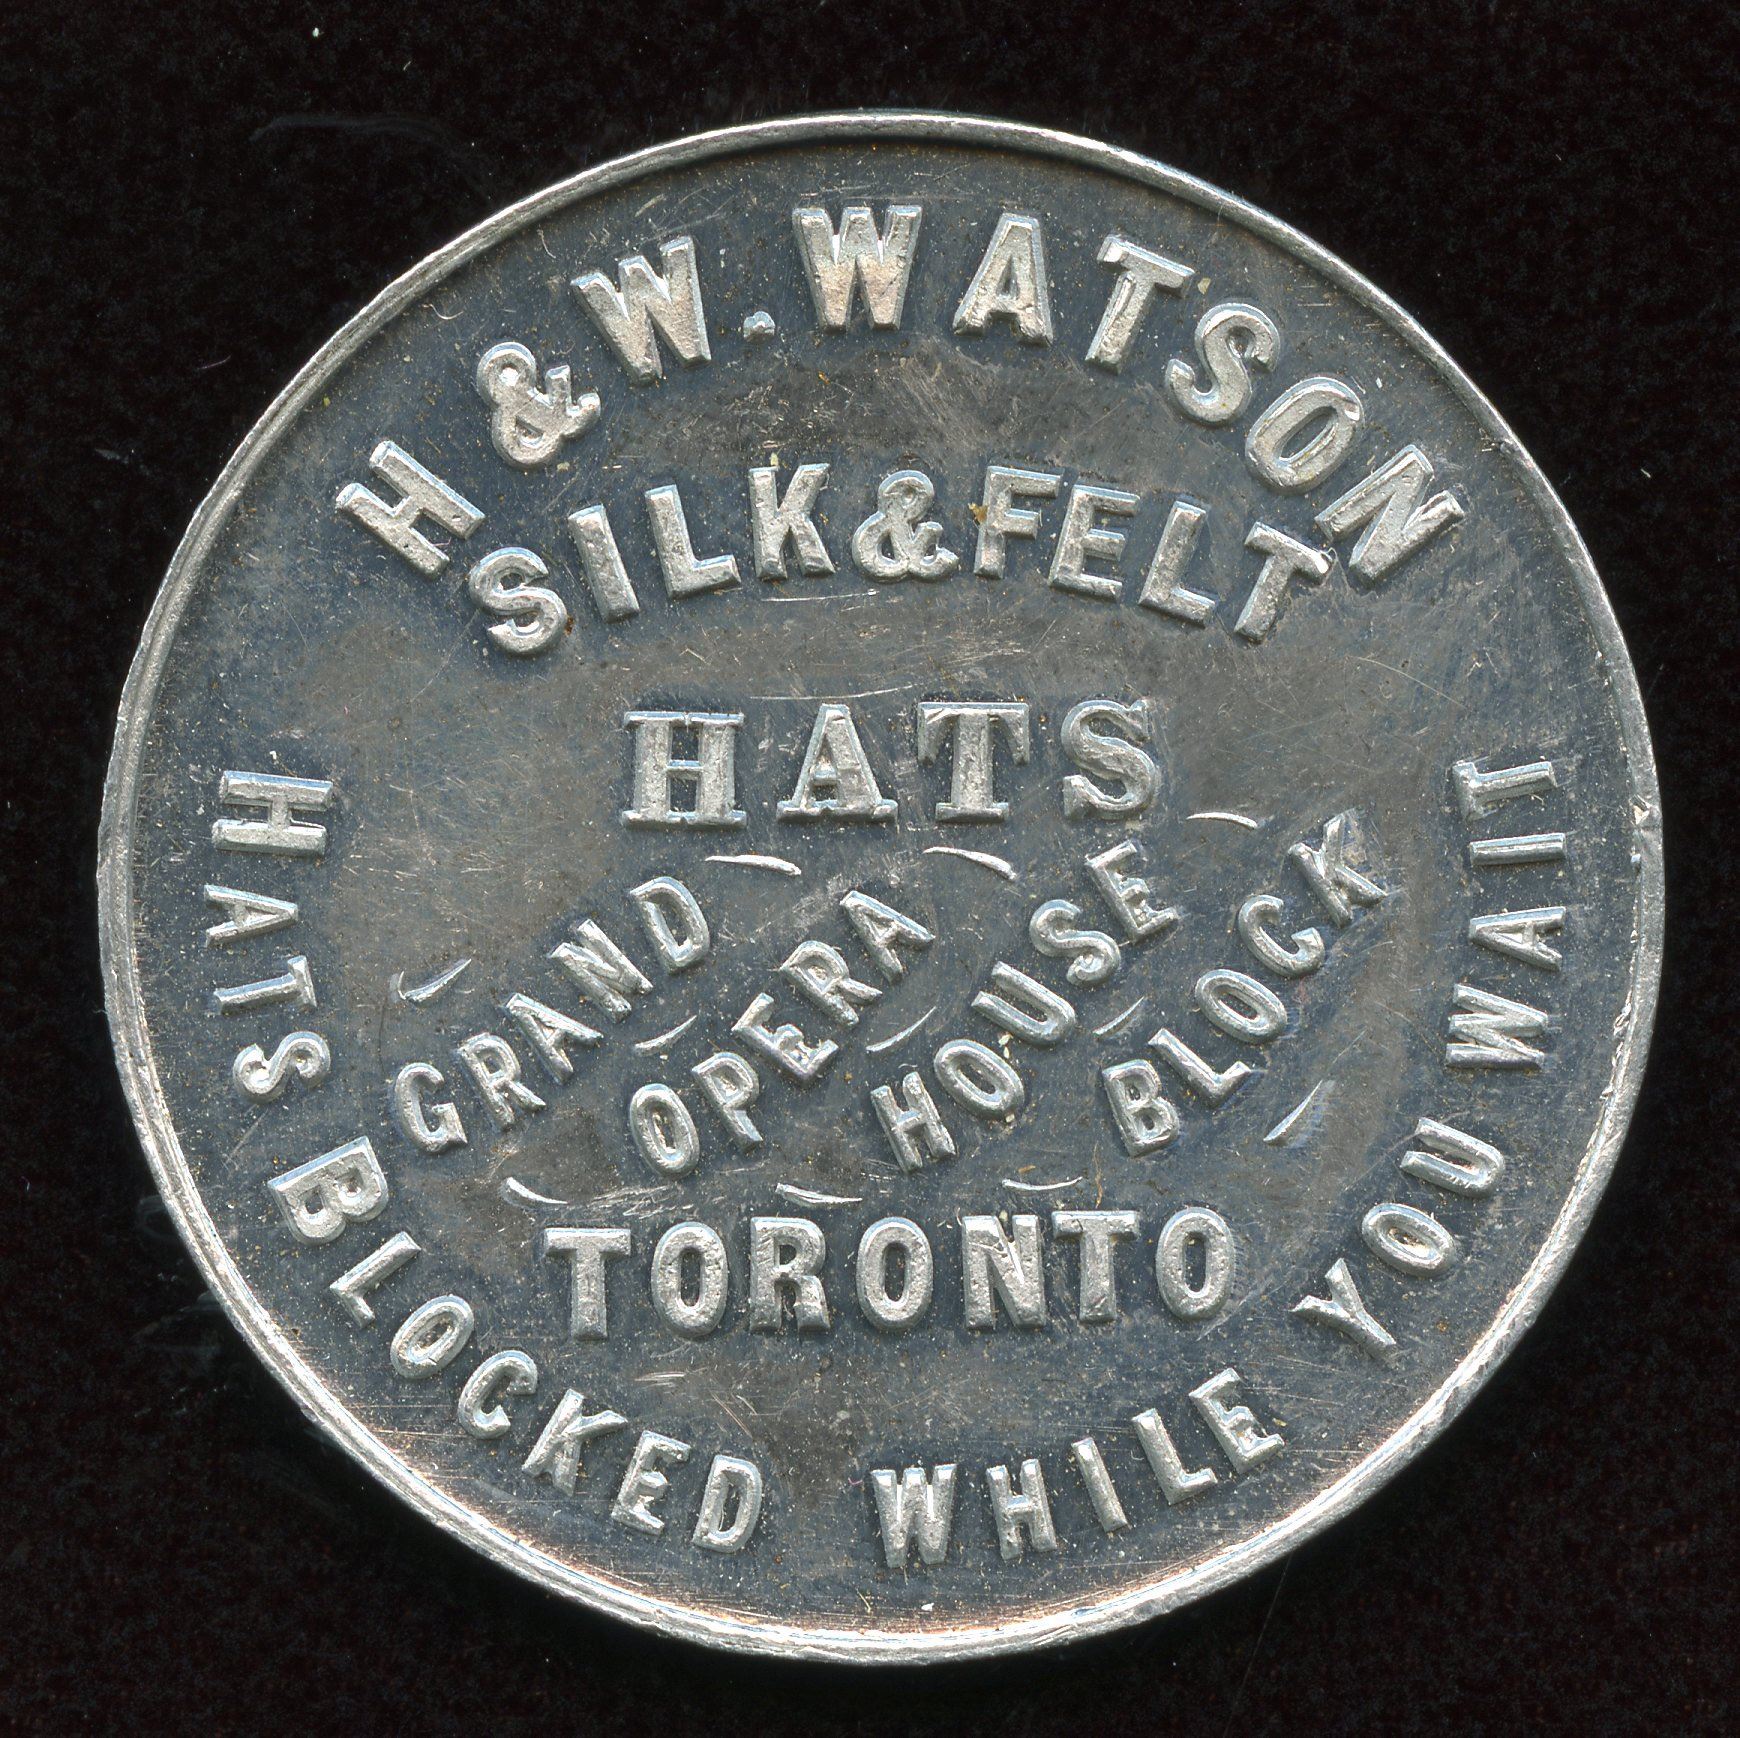 H & W. WATSON
SILK & FELT
HATS
GRAND
OPERA
HOUSE
BLOCK
TORONTO
HATS BLOCKED WHILE YOU WAIT